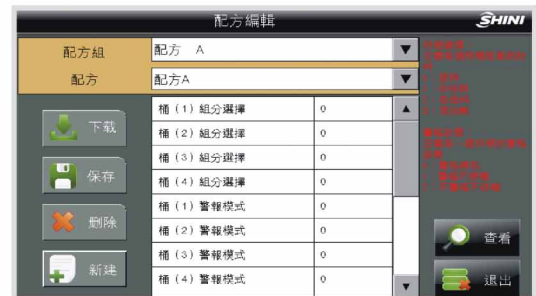 配方編輯
SHINI
配方組
配方 A
配方
配方A
下载
保存
删除
新建
桶(1)組分選擇 0
桶(2)組分選擇 0
桶(3)組分選擇 0
桶(4)組分選擇 0
桶(1)警報模式 0
桶(2)警報模式 0
桶(3)警報模式 0
桶(4)警報模式 0
查看
退出